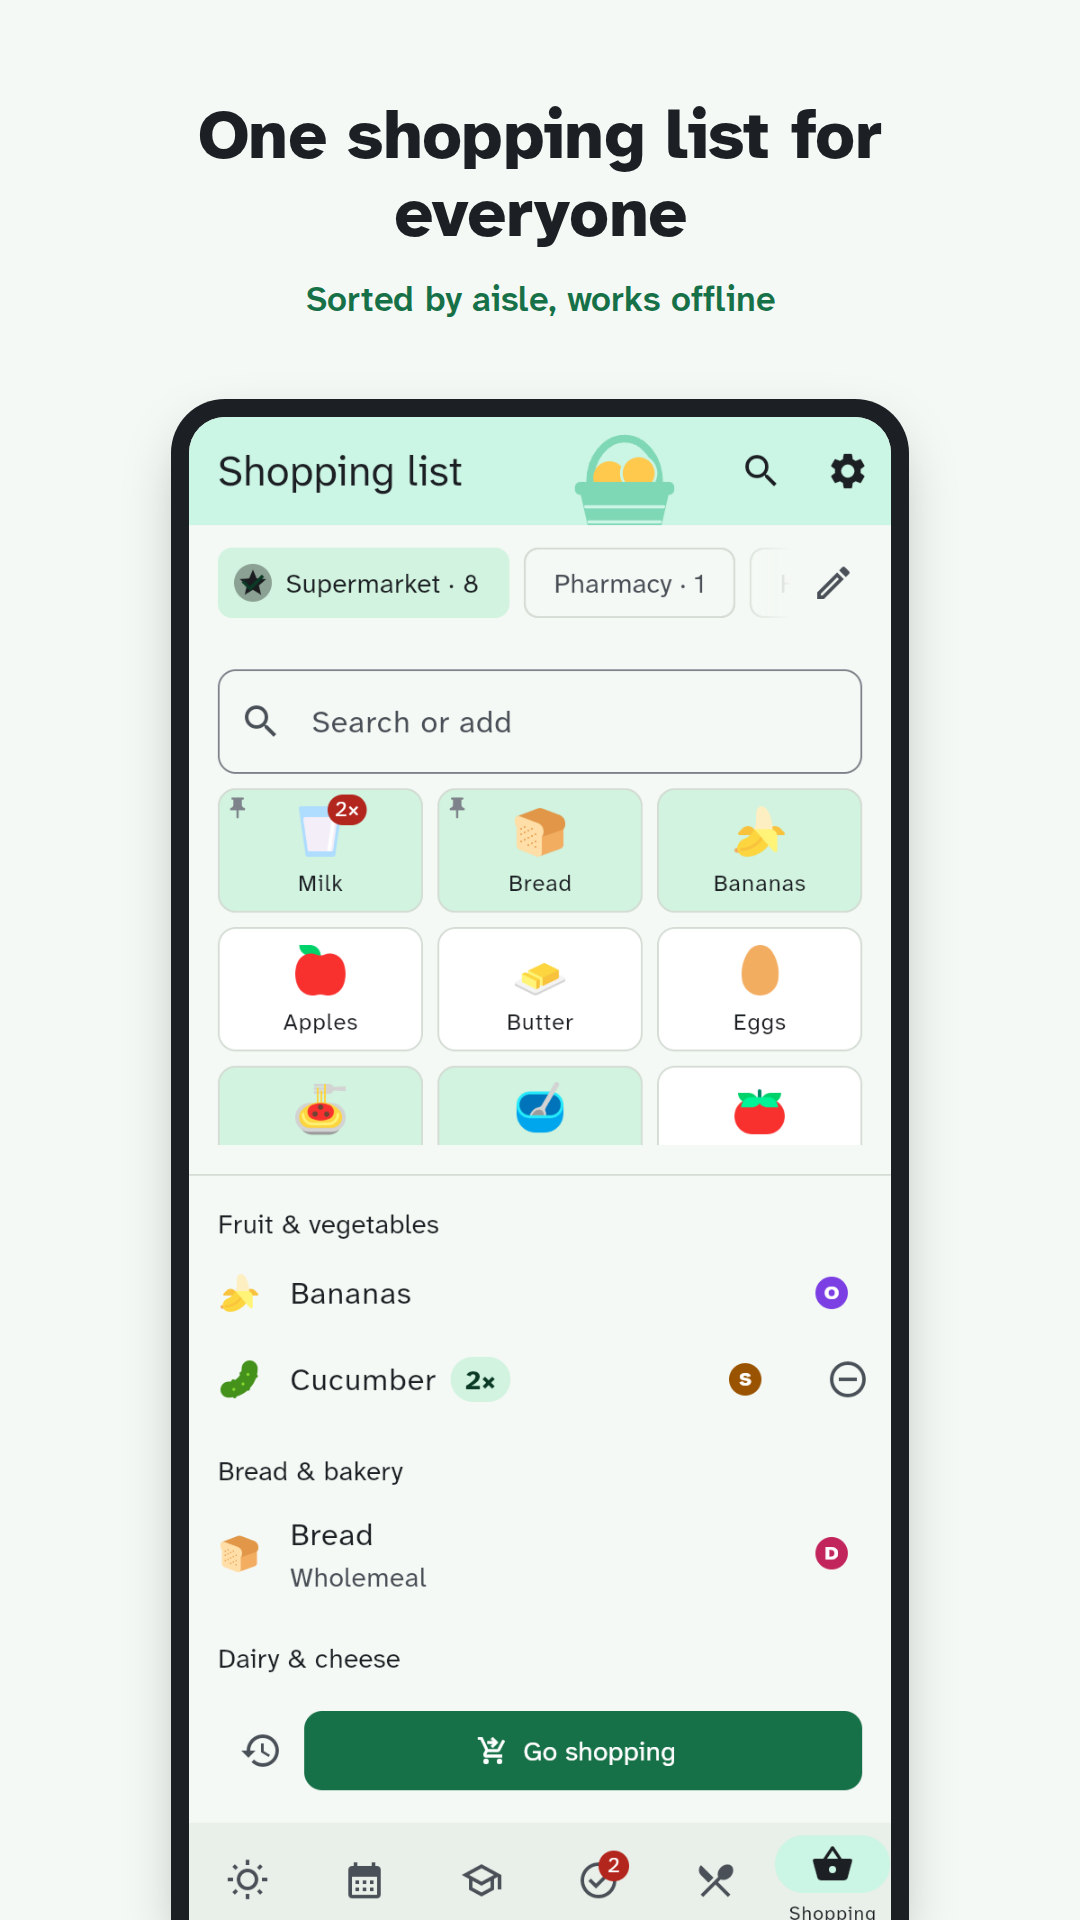 One shopping list for
everyone
Sorted by aisle, works offline
Shopping list
Supermarket · 8
Pharmacy · 1
Search or add
2×
Milk
Bread
Bananas
Apples
Butter
Eggs
Fruit & vegetables
Bananas
O
Cucumber 2×
S
Bread & bakery
Bread
D
Wholemeal
Dairy & cheese
Go shopping
2
Shopping